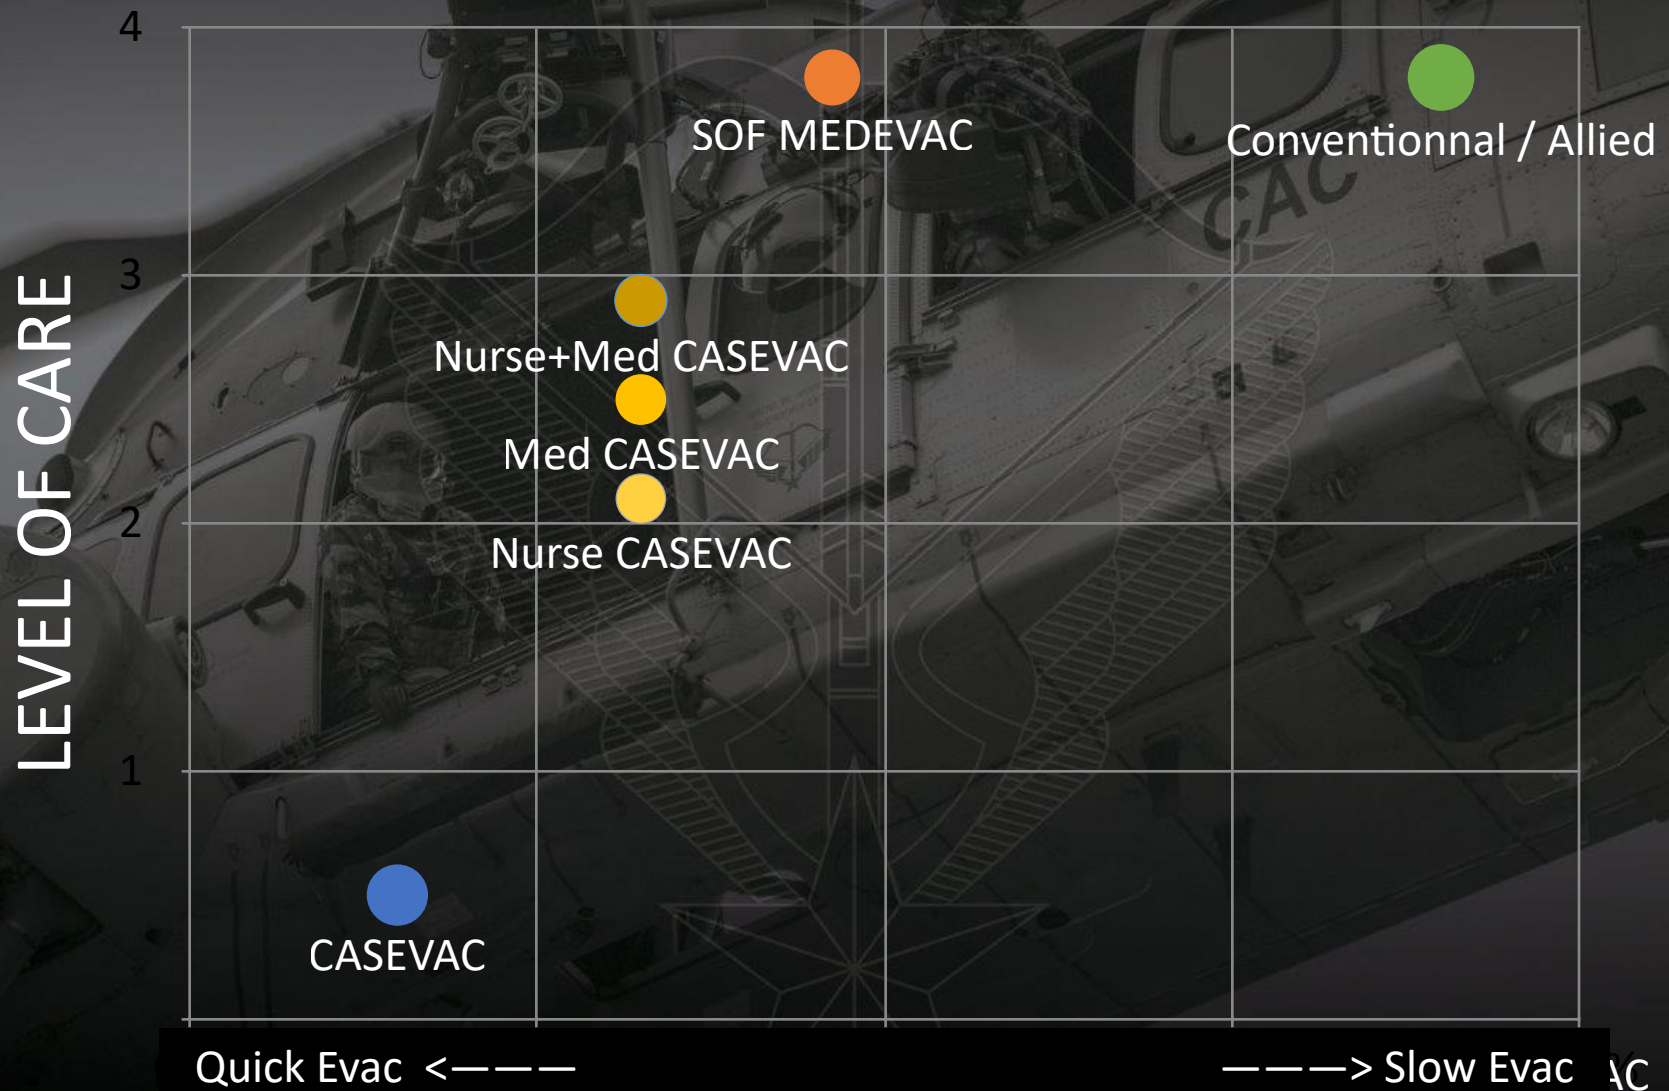 4
SOF MEDEVAC
Conventionnal / Allied
CAC
3
Nurse+Med CASEVAC
Med CASEVAC
2
Nurse CASEVAC
LEVEL OF CARE
1
CASEVAC
Quick Evac <———
———> Slow Evac